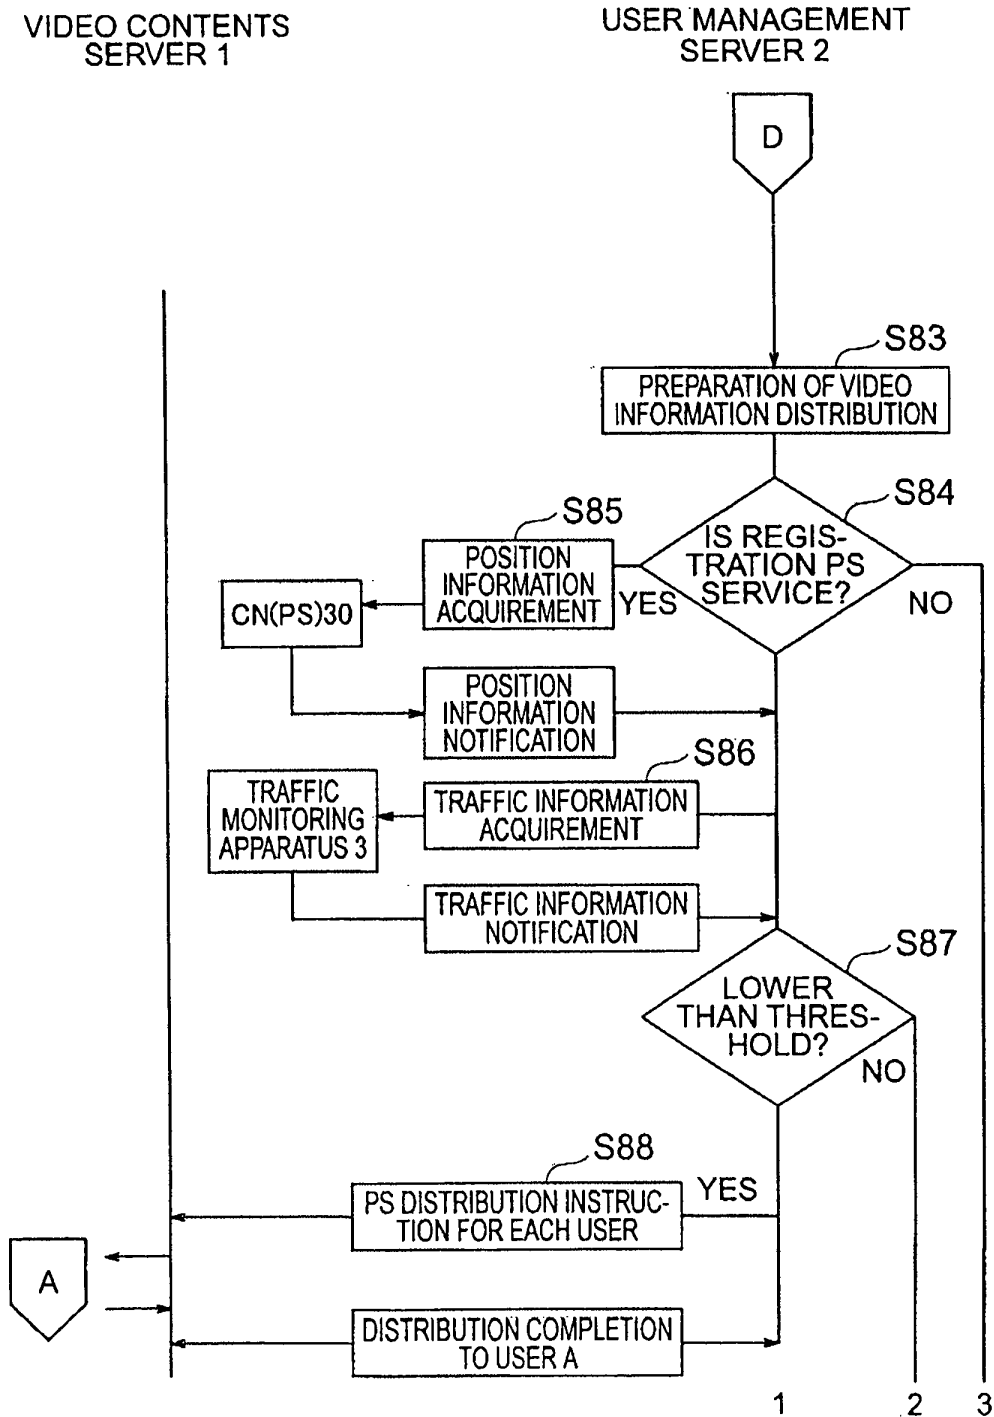 VIDEO CONTENTS
SERVER 1
USER MANAGEMENT
SERVER 2
D
S83
PREPARATION OF VIDEO
INFORMATION DISTRIBUTION
S84
IS REGIS-
TRATION PS
SERVICE?
YES
NO
S85
POSITION
INFORMATION
ACQUIREMENT
CN(PS)30
POSITION
INFORMATION
NOTIFICATION
S86
TRAFFIC INFORMATION
ACQUIREMENT
TRAFFIC
MONITORING
APPARATUS 3
TRAFFIC INFORMATION
NOTIFICATION
S87
LOWER
THAN THRES-
HOLD?
NO
S88
YES
PS DISTRIBUTION INSTRUC-
TION FOR EACH USER
A
DISTRIBUTION COMPLETION
TO USER A
1
2
3